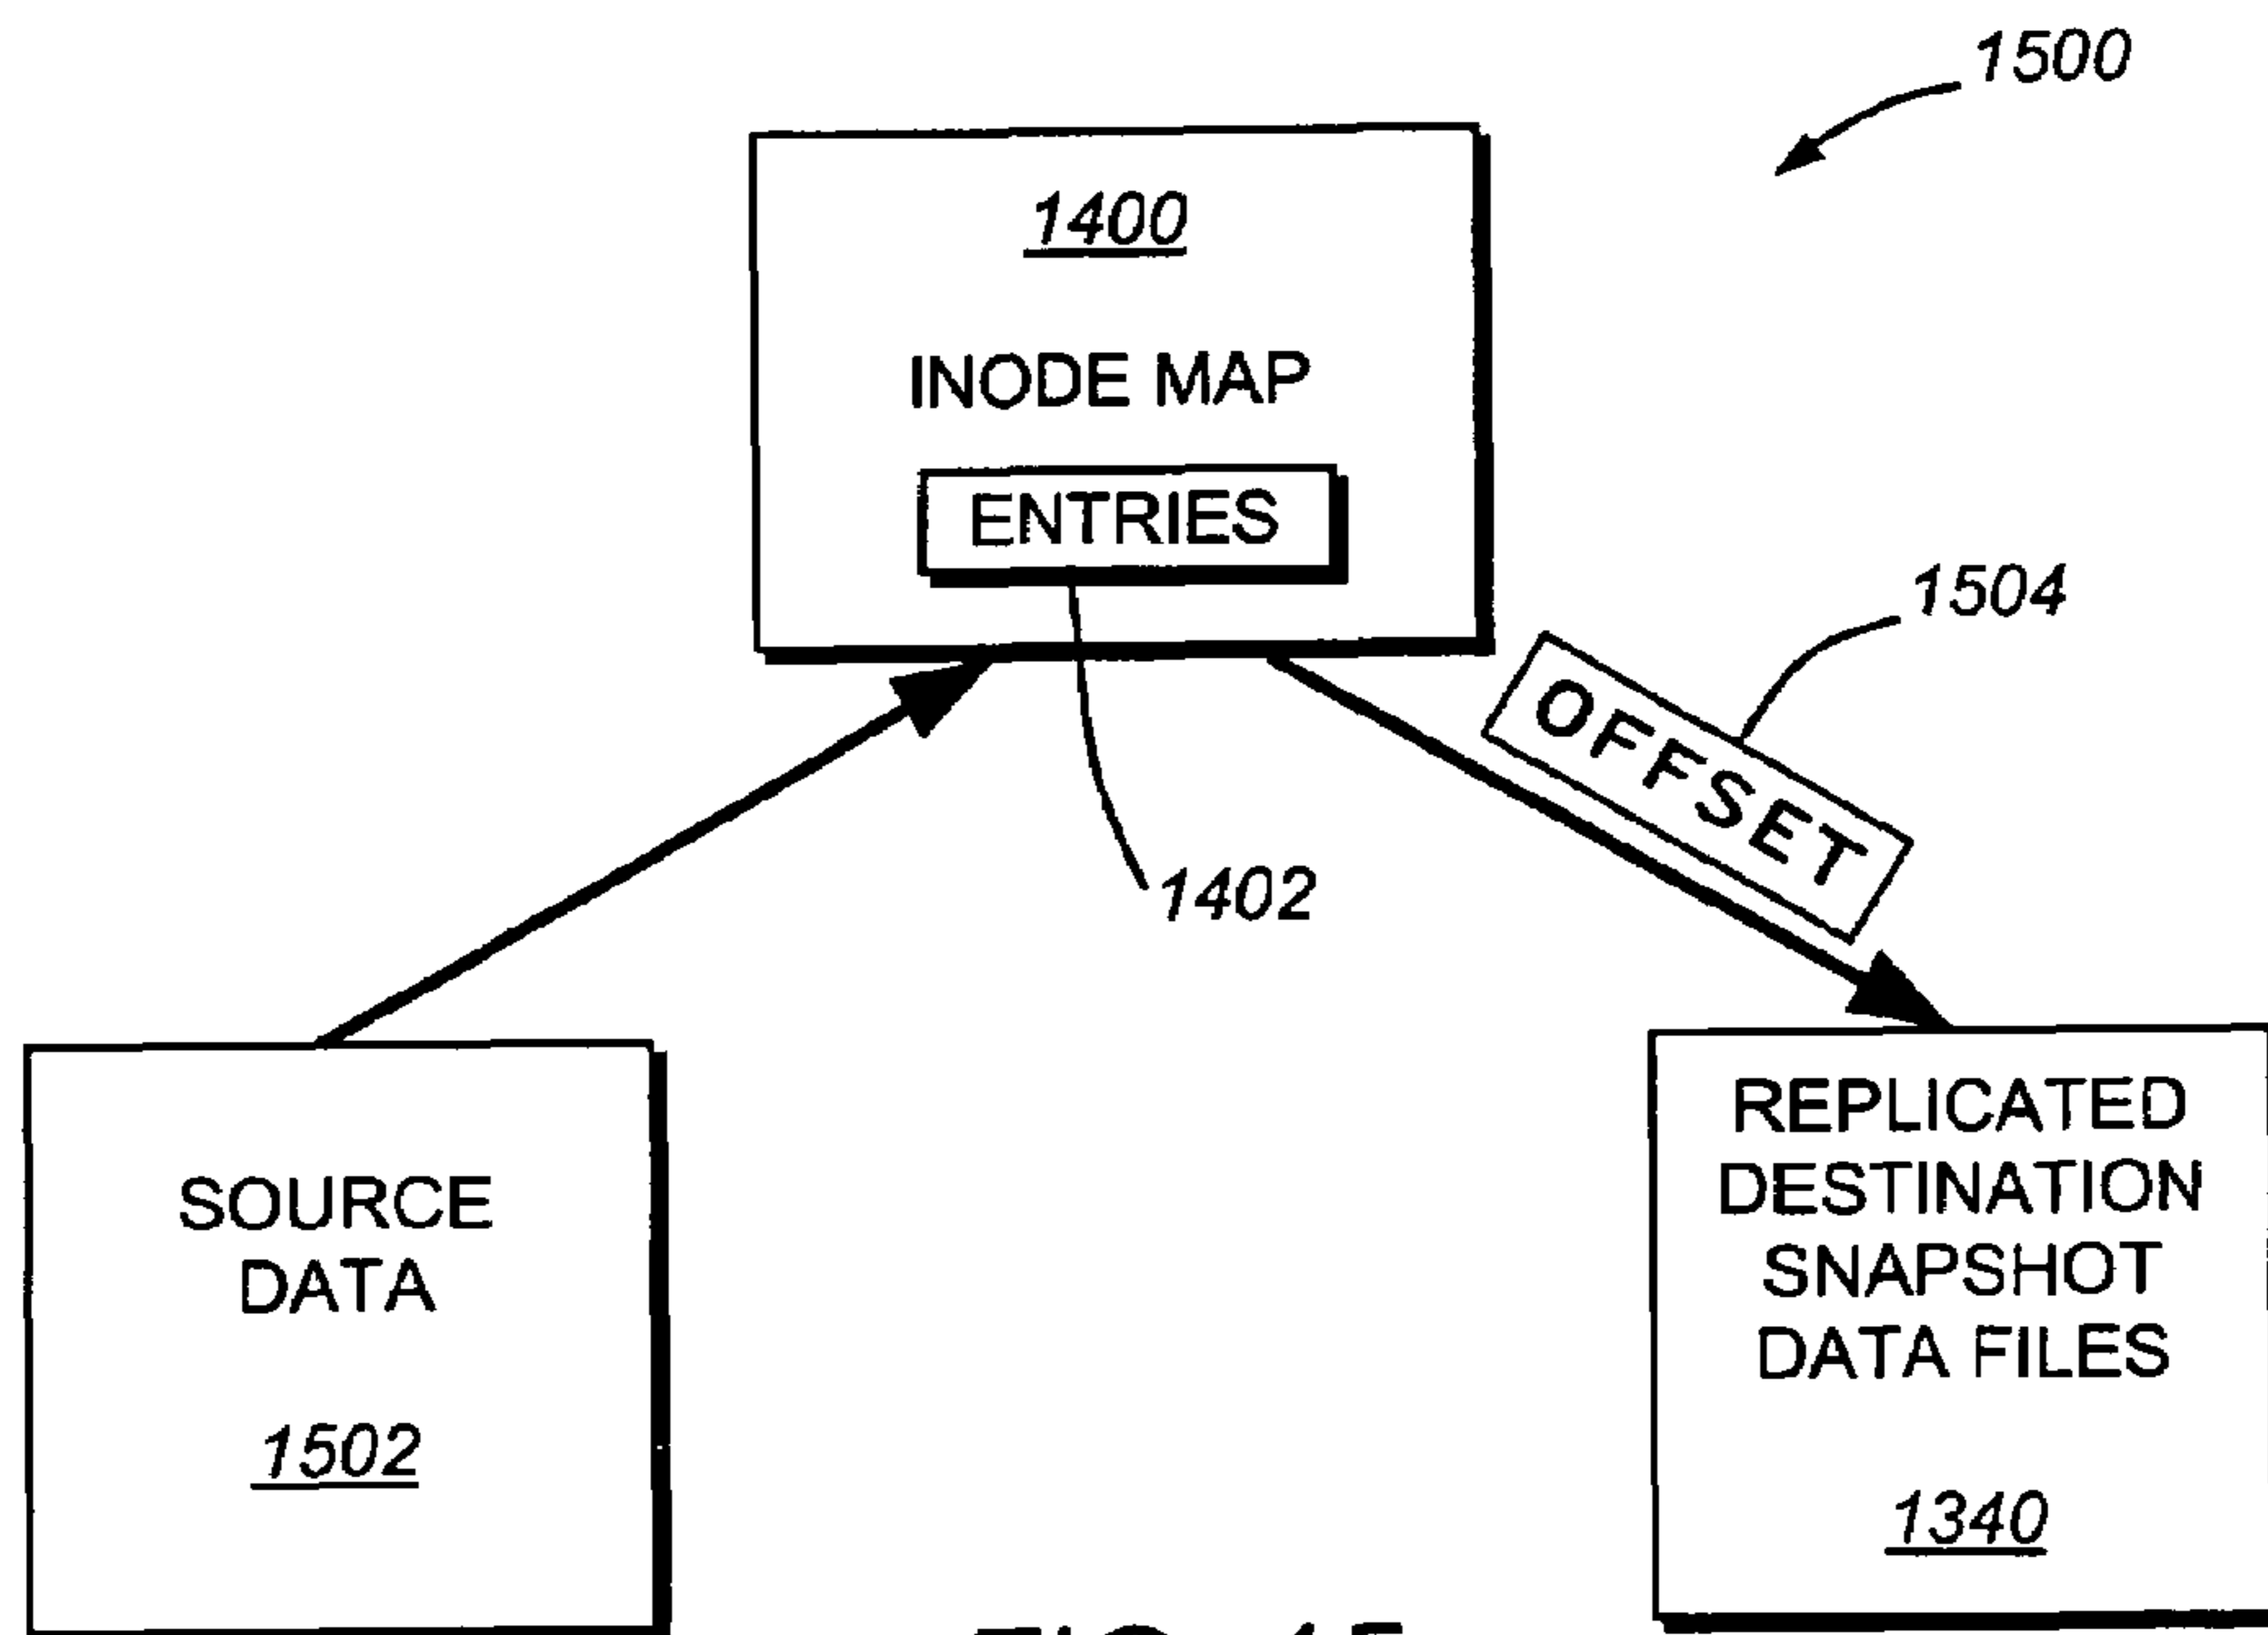 1500
1400
INODE MAP
ENTRIES
1504
OFFSET
1402
SOURCE
DATA
1502
REPLICATED
DESTINATION
SNAPSHOT
DATA FILES
1340